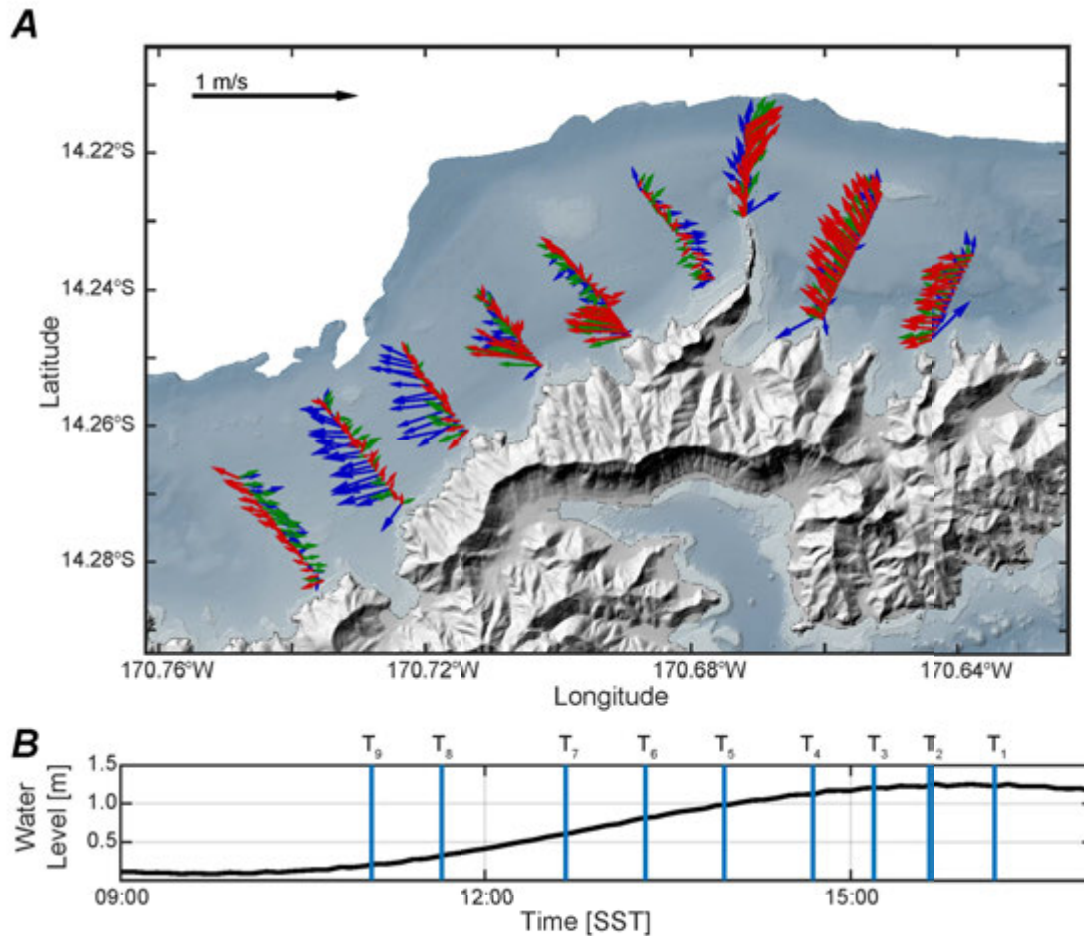 A
1 m/s
14.22°S
14.24°S
14.26°S
14.28°S
Latitude
170.76°W 170.72°W 170.68°W 170.64°W
Longitude
B
T₉ T₈ T₇ T₆ T₅ T₄ T₃ T₂ T₁
1.5
1.0
0.5
Water
Level [m]
09:00 12:00 15:00
Time [SST]